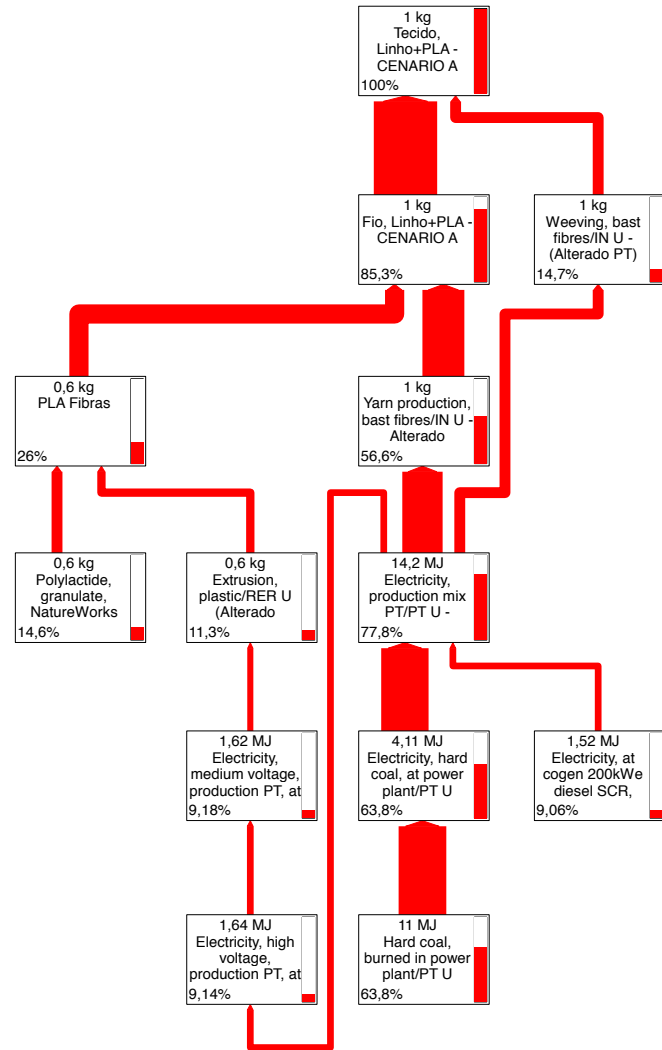 1 kg
Tecido,
Linho+PLA -
CENARIO A
100%
1 kg
Fio, Linho+PLA -
CENARIO A
85,3%
1 kg
Weeving, bast
fibres/IN U -
(Alterado PT)
14,7%
0,6 kg
PLA Fibras
26%
1 kg
Yarn production,
bast fibres/IN U -
Alterado
56,6%
0,6 kg
Polylactide,
granulate,
NatureWorks
14,6%
0,6 kg
Extrusion,
plastic/RER U
(Alterado
11,3%
14,2 MJ
Electricity,
production mix
PT/PT U -
77,8%
1,62 MJ
Electricity,
medium voltage,
production PT, at
9,18%
4,11 MJ
Electricity, hard
coal, at power
plant/PT U
63,8%
1,52 MJ
Electricity, at
cogen 200kWe
diesel SCR,
9,06%
1,64 MJ
Electricity, high
voltage,
production PT, at
9,14%
11 MJ
Hard coal,
burned in power
plant/PT U
63,8%